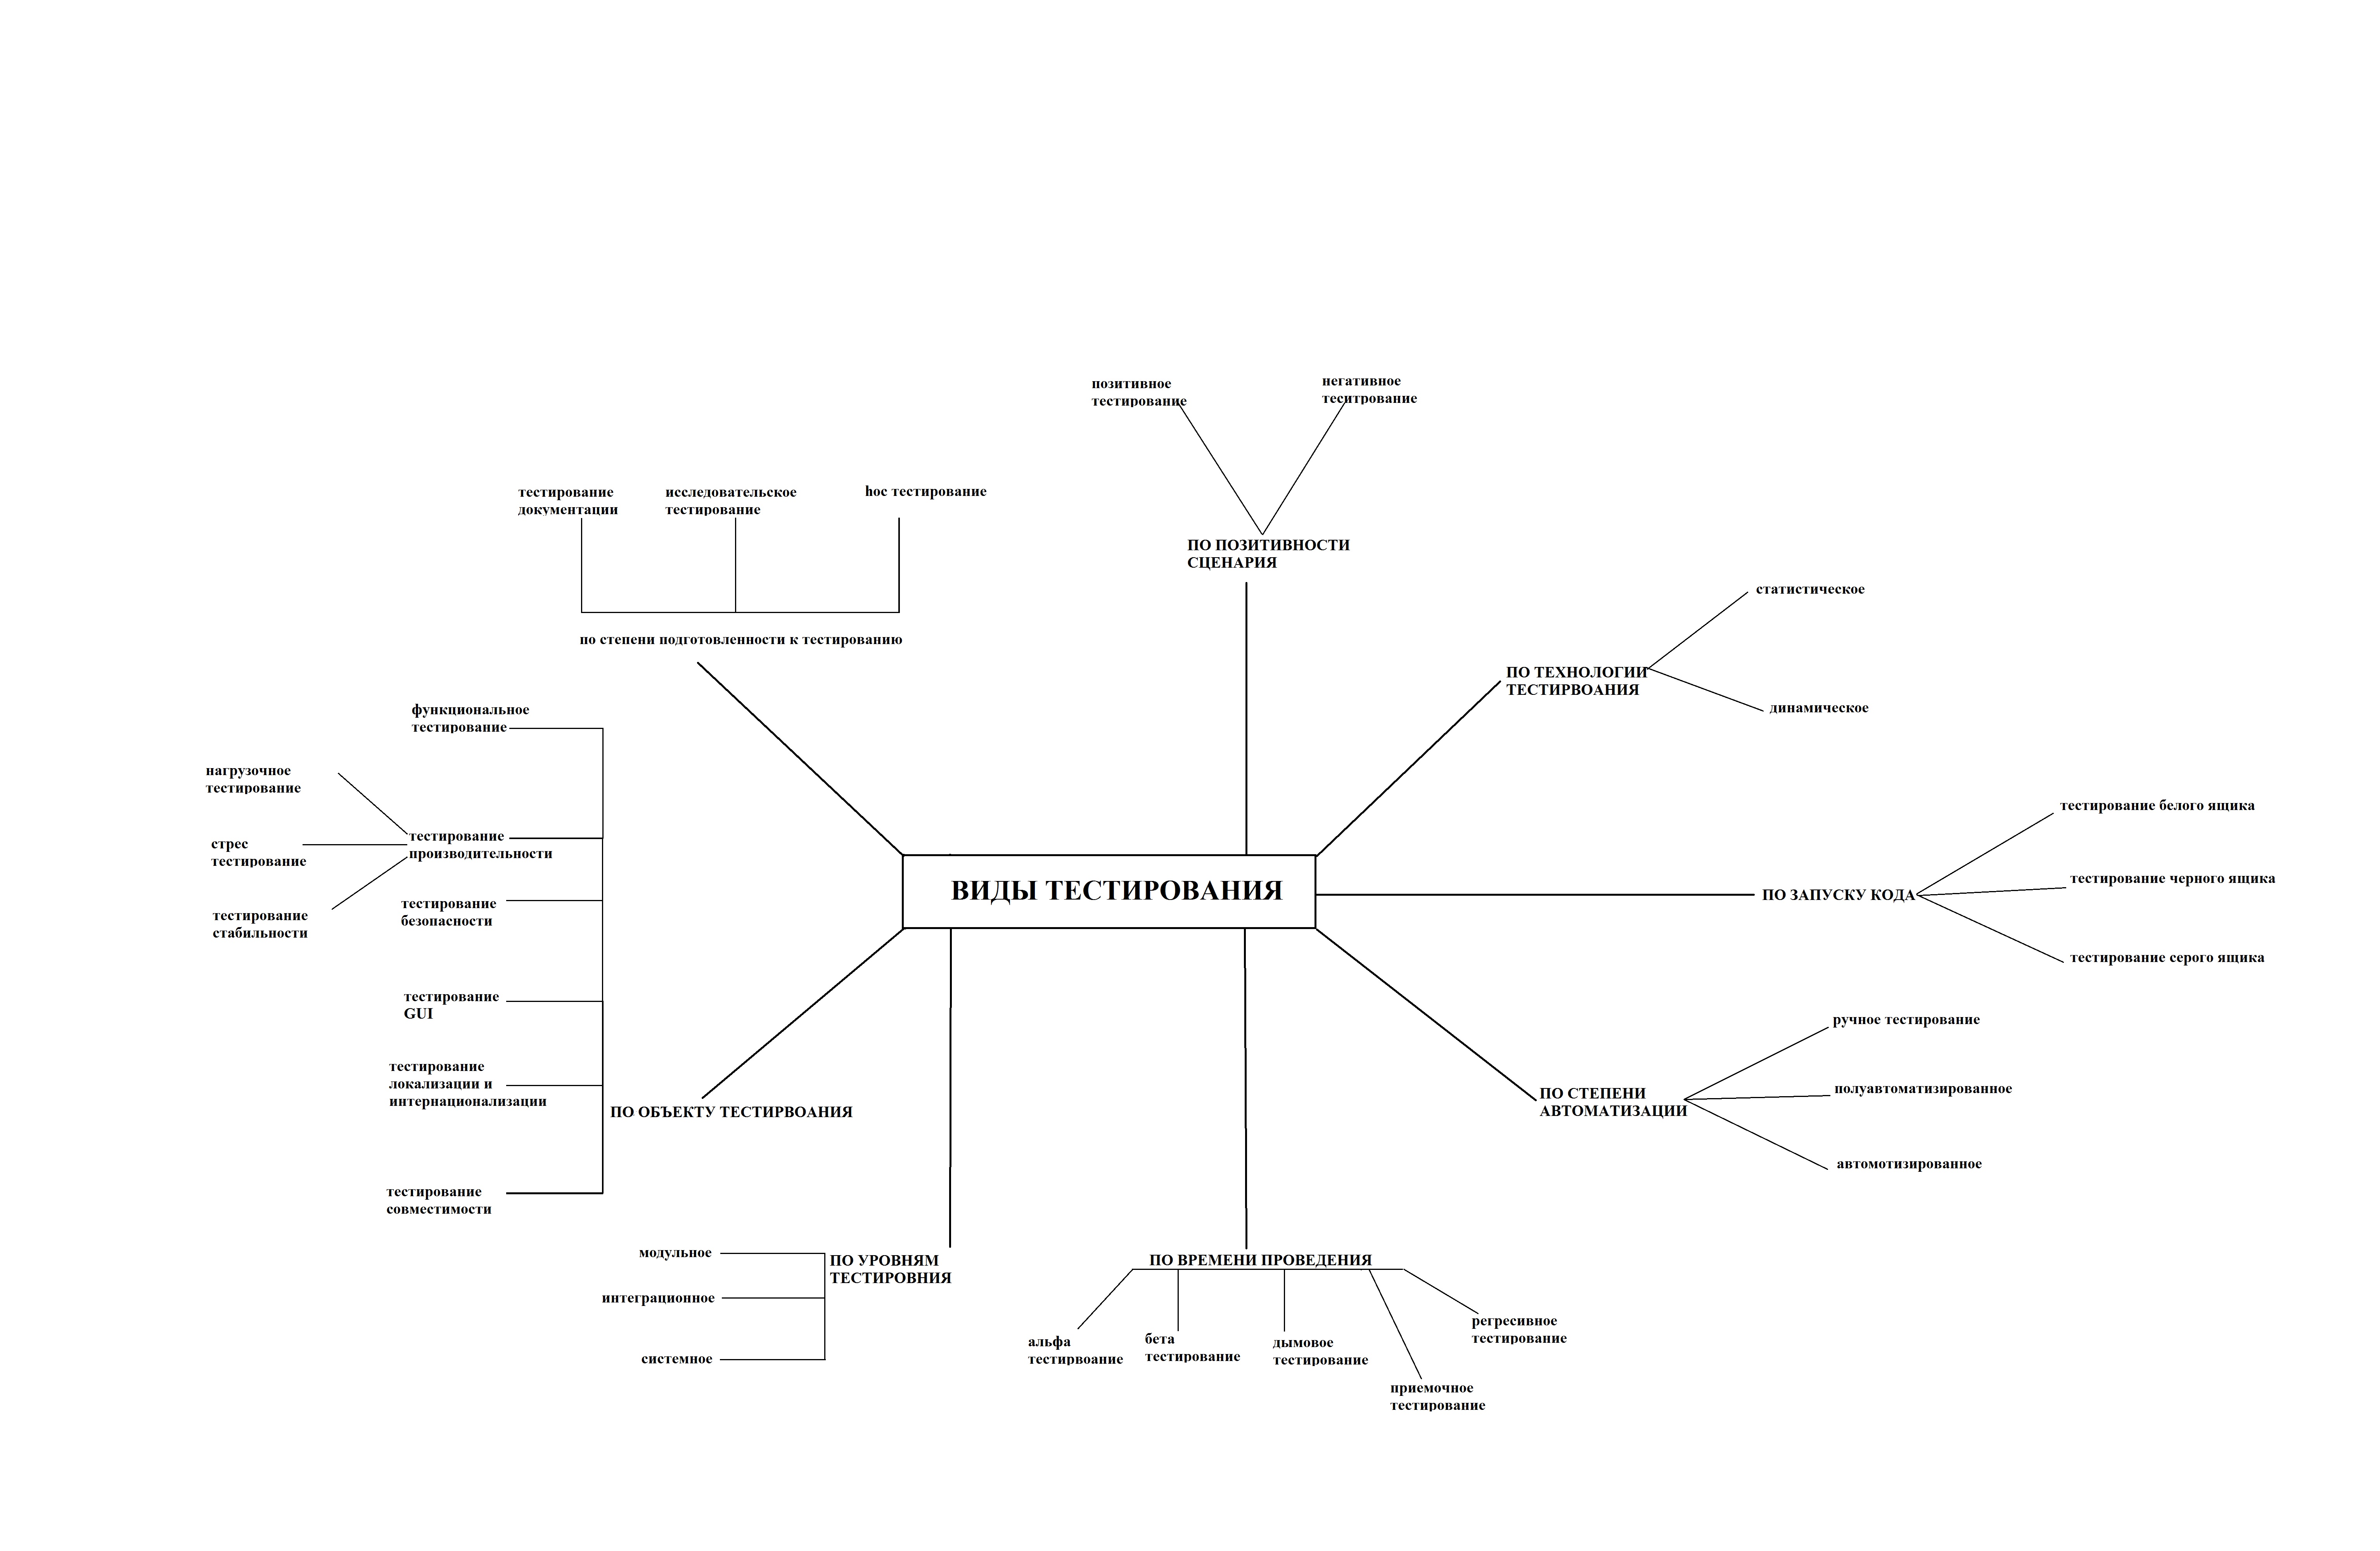 позитивное
тестирование
негативное
теситрование
тестирование
документации
исследовательское
тестирование
hoc тестирование
ПО ПОЗИТИВНОСТИ
СЦЕНАРИЯ
статистическое
по степени подготовленности к тестированию
ПО ТЕХНОЛОГИИ
ТЕСТИРВОАНИЯ
динамическое
функциональное
тестирование
нагрузочное
тестирование
тестирование
производительности
стрес
тестирование
тестирование
стабильности
тестирование
безопасности
ВИДЫ ТЕСТИРОВАНИЯ
ПО ЗАПУСКУ КОДА
тестирование белого ящика
тестирование черного ящика
тестирование серого ящика
тестирование
GUI
тестирование
локализации и
интернационализации
ПО ОБЪЕКТУ ТЕСТИРВОАНИЯ
тестирование
совместимости
ПО СТЕПЕНИ
АВТОМАТИЗАЦИИ
ручное тестирование
полуавтоматизированное
автомотизированное
модульное
интеграционное
системное
ПО УРОВНЯМ
ТЕСТИРОВНИЯ
ПО ВРЕМЕНИ ПРОВЕДЕНИЯ
альфа
тестирвоание
бета
тестирование
дымовое
тестирование
приемочное
тестирование
регресивное
тестирование